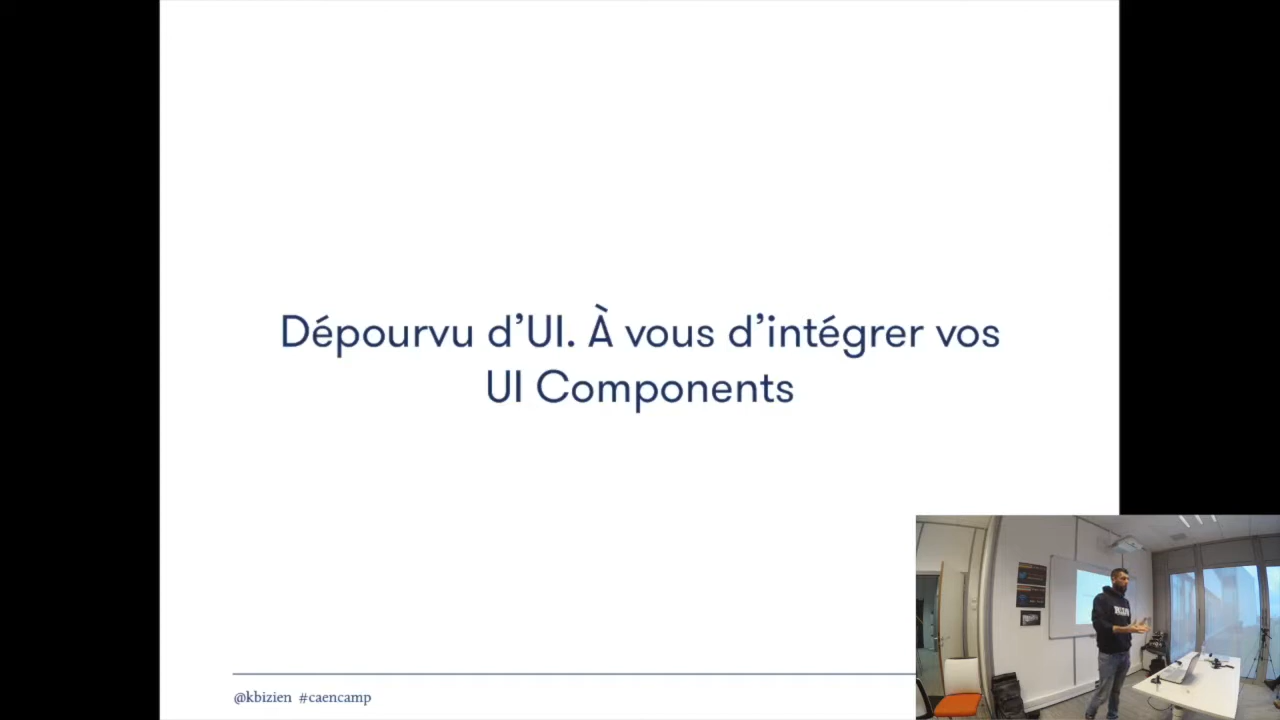 Dépourvu d’UI. À vous d’intégrer vos
UI Components
@kbizien #caencamp